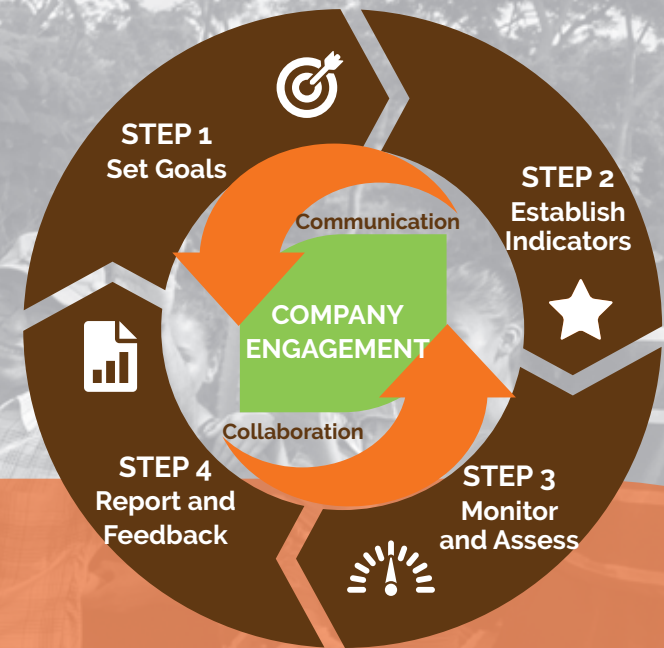 STEP 1
Set Goals
STEP 2
Establish
Indicators
Communication
COMPANY
ENGAGEMENT
Collaboration
STEP 3
Monitor
and Assess
STEP 4
Report and
Feedback